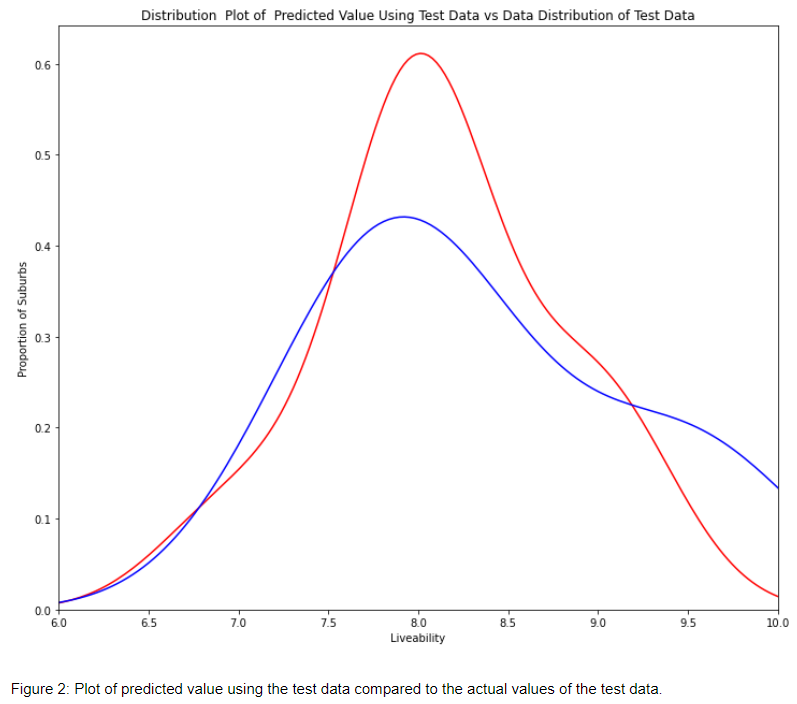 Distribution  Plot of  Predicted Value Using Test Data vs Data Distribution of Test Data
0.6
0.5
0.4
0.3
0.2
0.1
0.0
Proportion of Suburbs
6.0 6.5 7.0 7.5 8.0 8.5 9.0 9.5 10.0
Liveability
Figure 2: Plot of predicted value using the test data compared to the actual values of the test data.